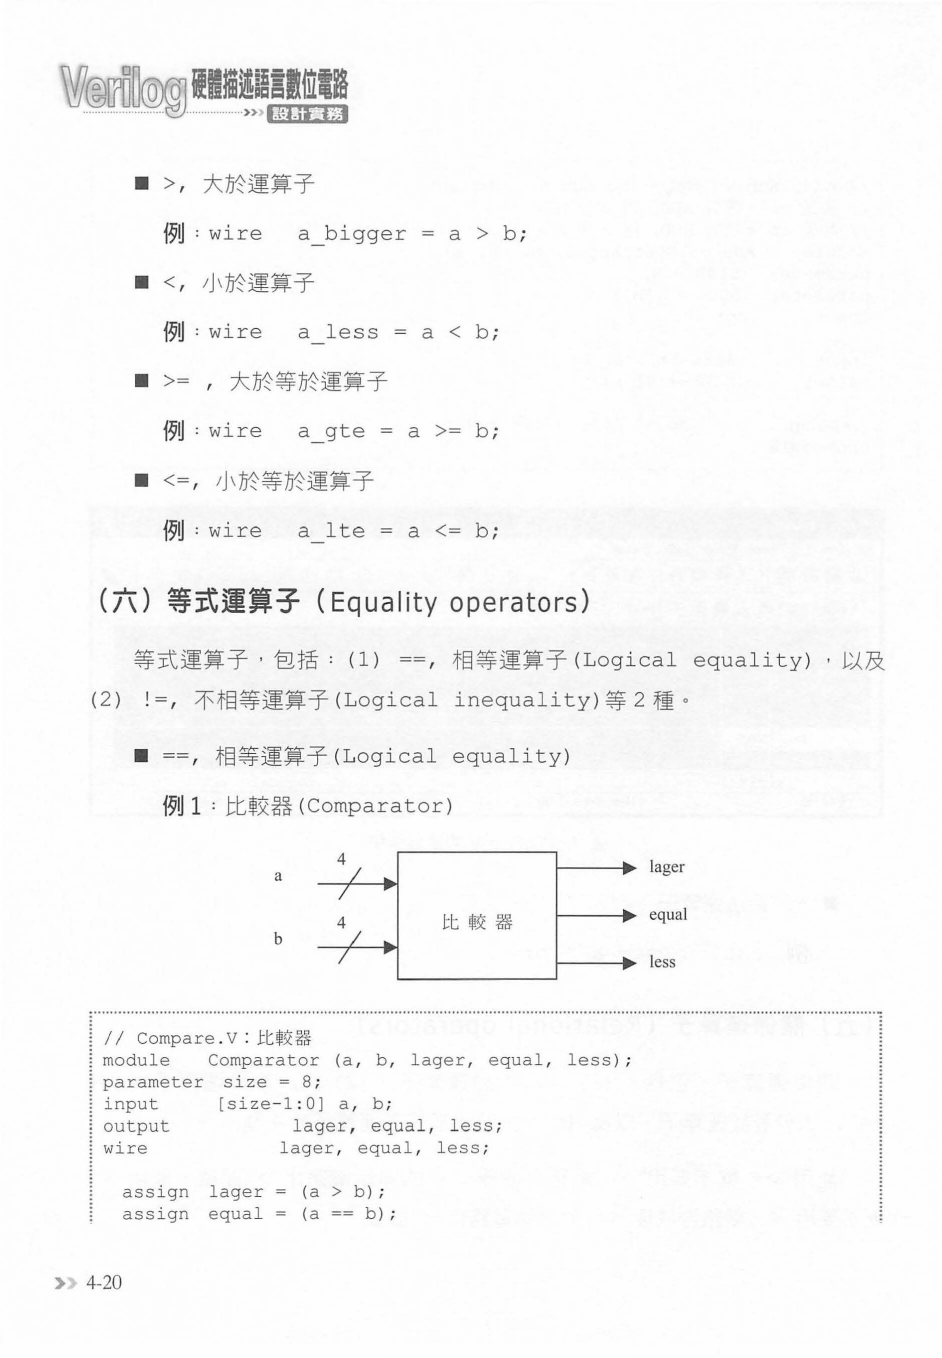 Verilog 硬體描述語言數位電路
設計實務
■ >, 大於運算子
例：wire a_bigger = a > b;
■ <, 小於運算子
例：wire a_less = a < b;
■ >= , 大於等於運算子
例：wire a_gte = a >= b;
■ <=, 小於等於運算子
例：wire a_lte = a <= b;
（六）等式運算子（Equality operators）
等式運算子，包括：(1) ==, 相等運算子(Logical equality)，以及
(2) !=, 不相等運算子(Logical inequality)等 2 種。
■ ==, 相等運算子(Logical equality)
例 1：比較器(Comparator)
4
a
lager
4
b
比較器
equal
less
// Compare.V：比較器
module Comparator (a, b, lager, equal, less);
parameter size = 8;
input [size-1:0] a, b;
output lager, equal, less;
wire lager, equal, less;
assign lager = (a > b);
assign equal = (a == b);
4-20